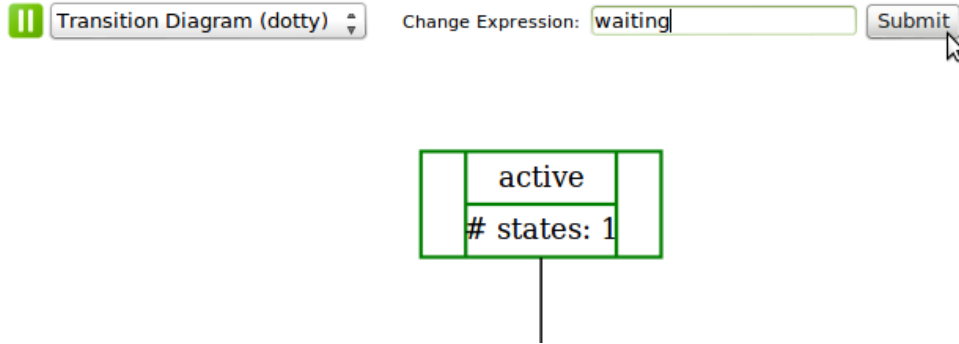 Transition Diagram (dotty) Change Expression: waiting Submit
active
# states: 1